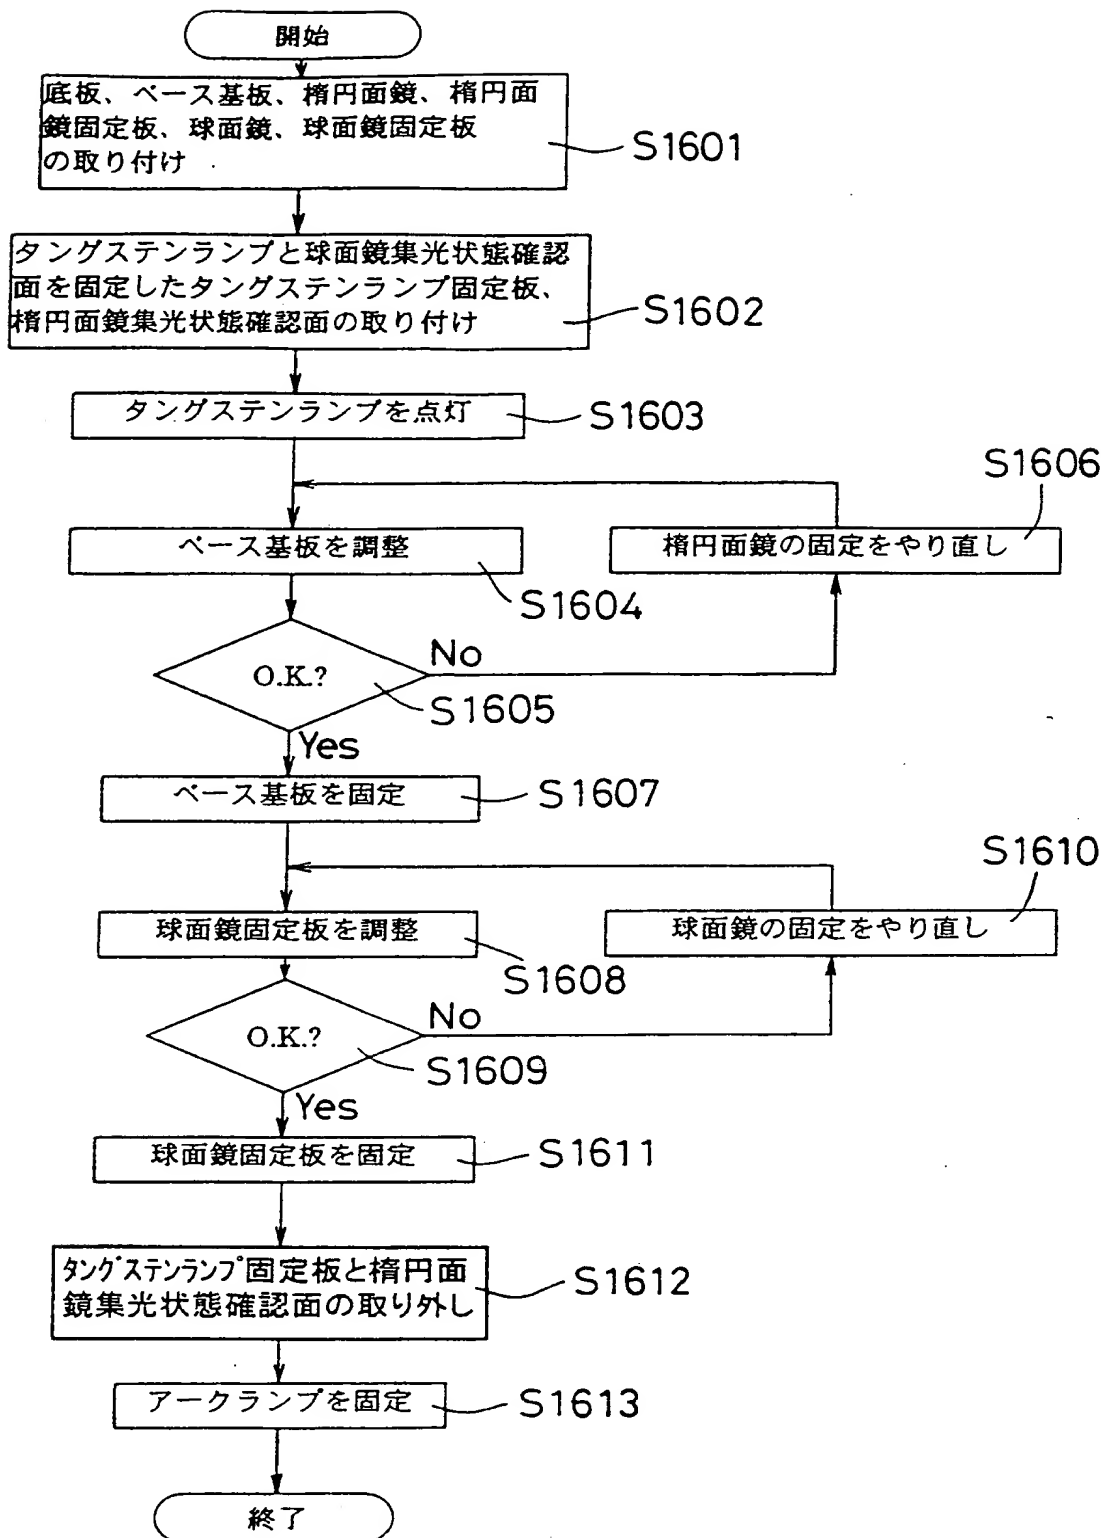 開始
底板、ベース基板、楕円面鏡、楕円面
鏡固定板、球面鏡、球面鏡固定板
の取り付け
S1601
タングステンランプと球面鏡集光状態確認
面を固定したタングステンランプ固定板、
楕円面鏡集光状態確認面の取り付け
S1602
タングステンランプを点灯
S1603
S1606
ベース基板を調整
楕円面鏡の固定をやり直し
S1604
No
O.K.?
S1605
Yes
ベース基板を固定
S1607
S1610
球面鏡固定板を調整
球面鏡の固定をやり直し
S1608
No
O.K.?
S1609
Yes
球面鏡固定板を固定
S1611
タングステンランプ固定板と楕円面
鏡集光状態確認面の取り外し
S1612
アークランプを固定
S1613
終了